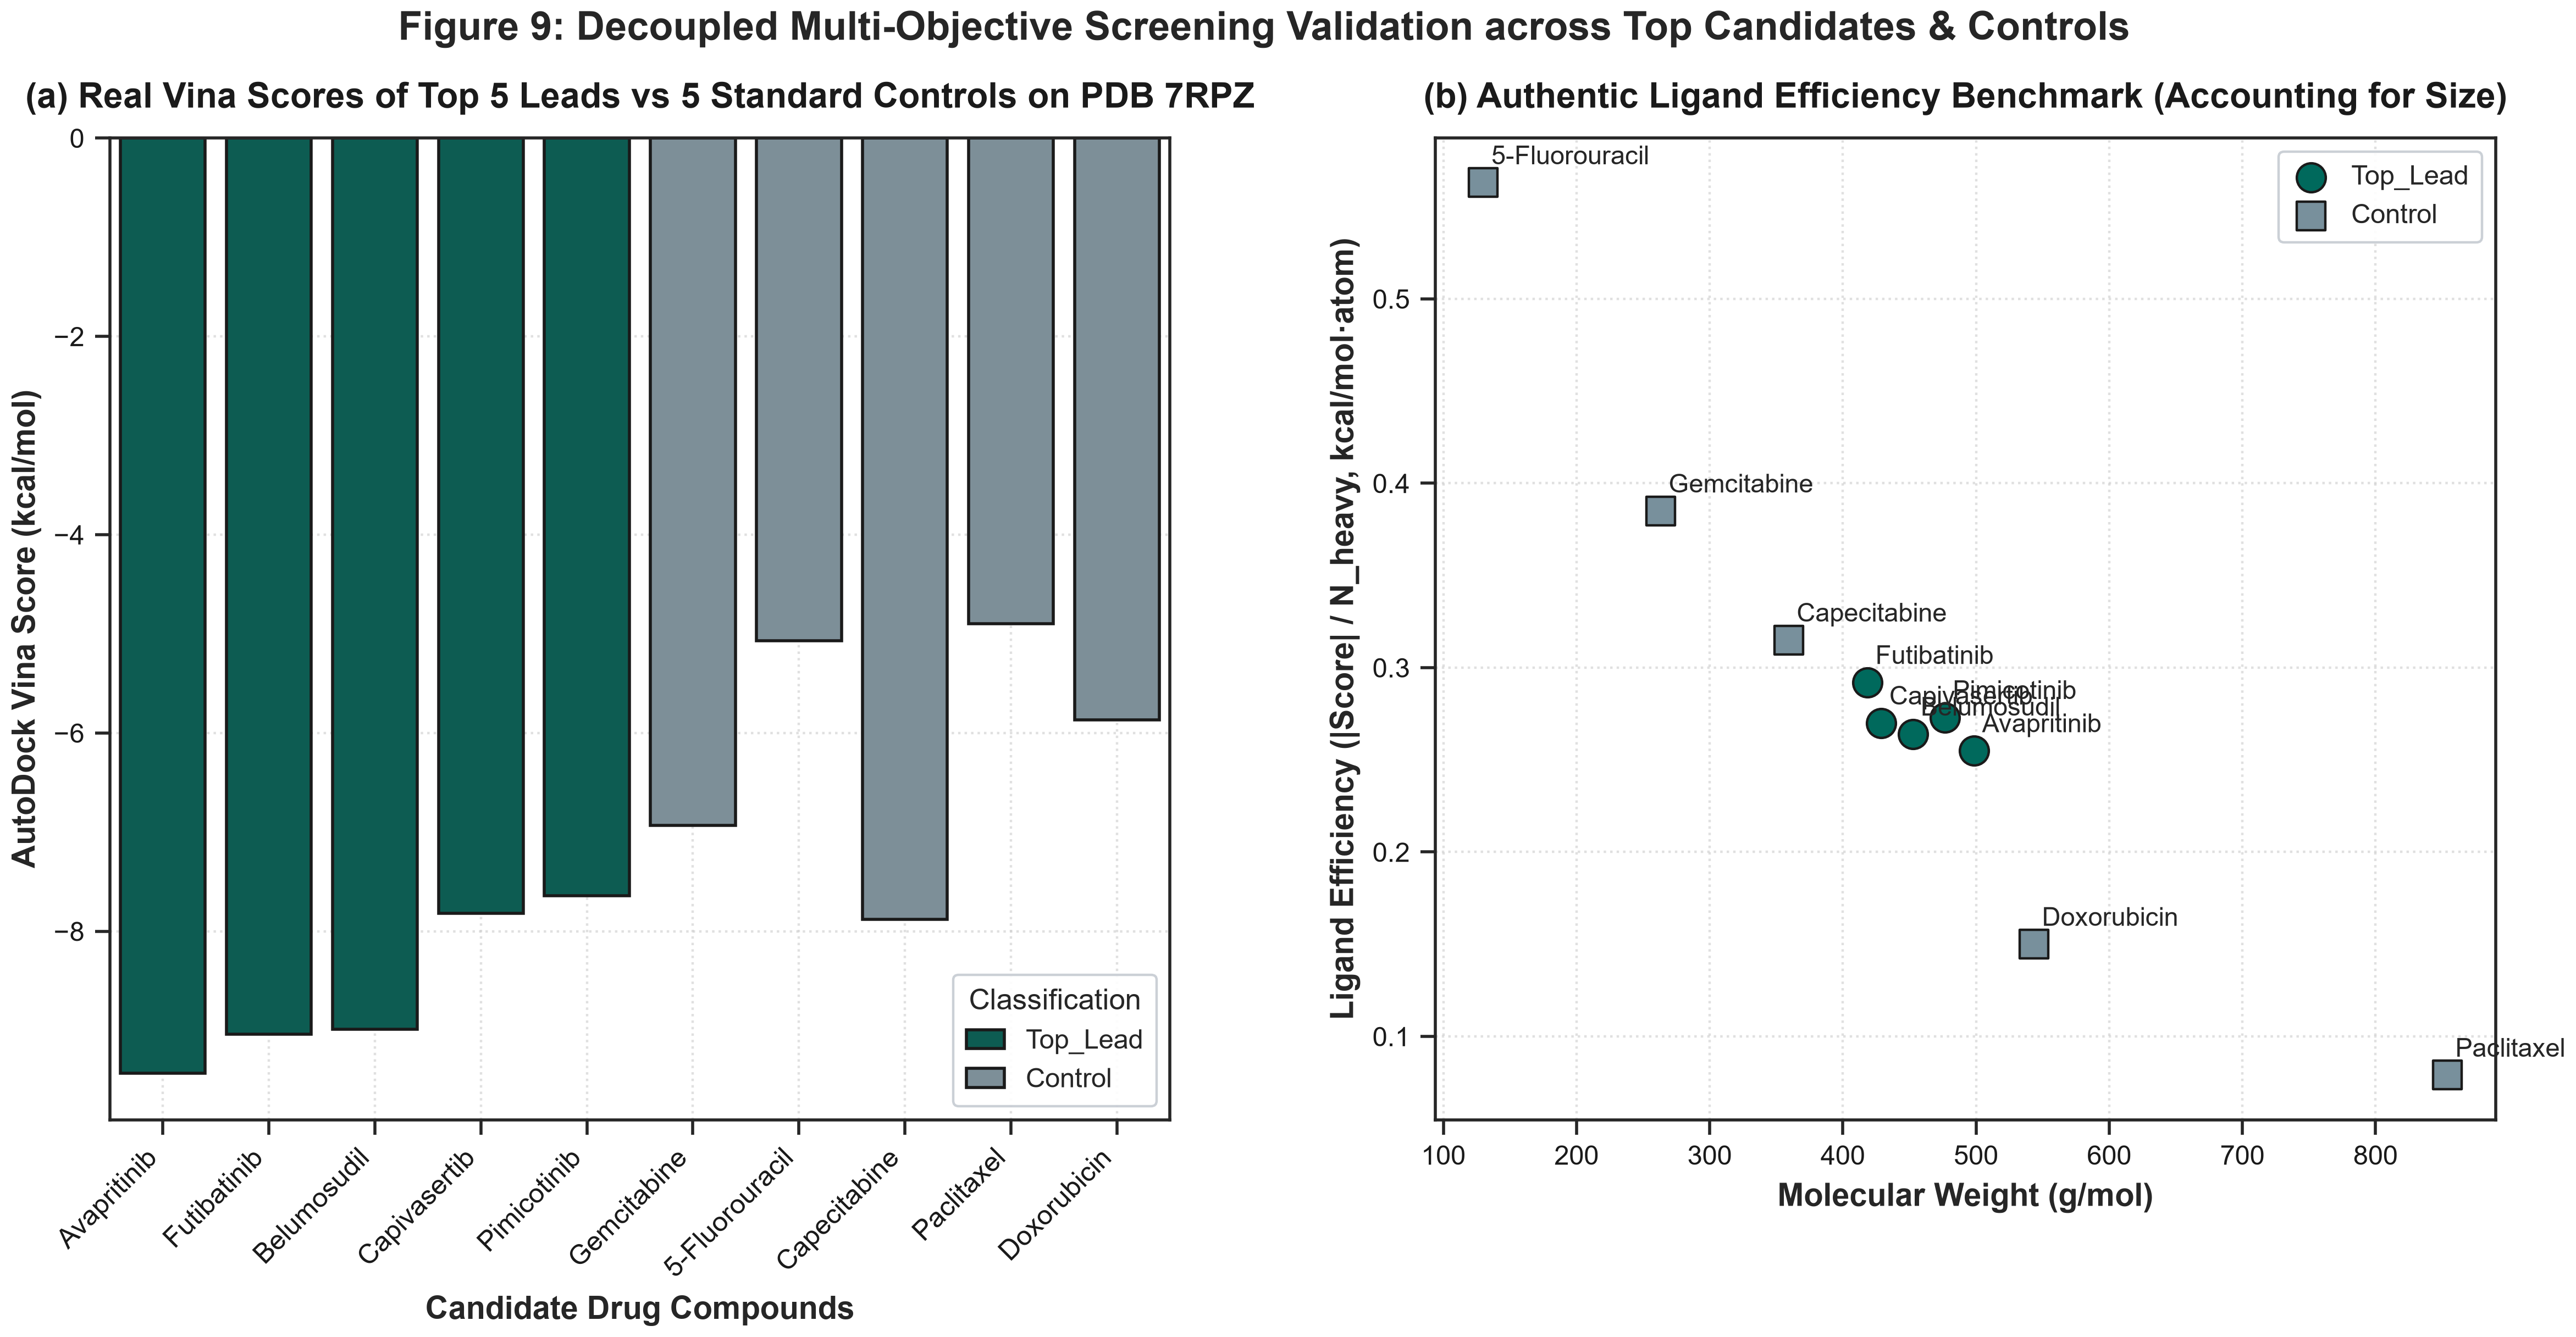 Figure 9: Decoupled Multi-Objective Screening Validation across Top Candidates & Controls
(a) Real Vina Scores of Top 5 Leads vs 5 Standard Controls on PDB 7RPZ
AutoDock Vina Score (kcal/mol)
0
−2
−4
−6
−8
Classification
Top_Lead
Control
Avapritinib
Futibatinib
Belumosudil
Capivasertib
Pimicotinib
Gemcitabine
5-Fluorouracil
Capecitabine
Paclitaxel
Doxorubicin
Candidate Drug Compounds
(b) Authentic Ligand Efficiency Benchmark (Accounting for Size)
Ligand Efficiency (|Score| / N_heavy, kcal/mol·atom)
0.5
0.4
0.3
0.2
0.1
Top_Lead
Control
5-Fluorouracil
Gemcitabine
Capecitabine
Futibatinib
Pimicotinib
Capivasertib
Belumosudil
Avapritinib
Doxorubicin
Paclitaxel
100 200 300 400 500 600 700 800
Molecular Weight (g/mol)